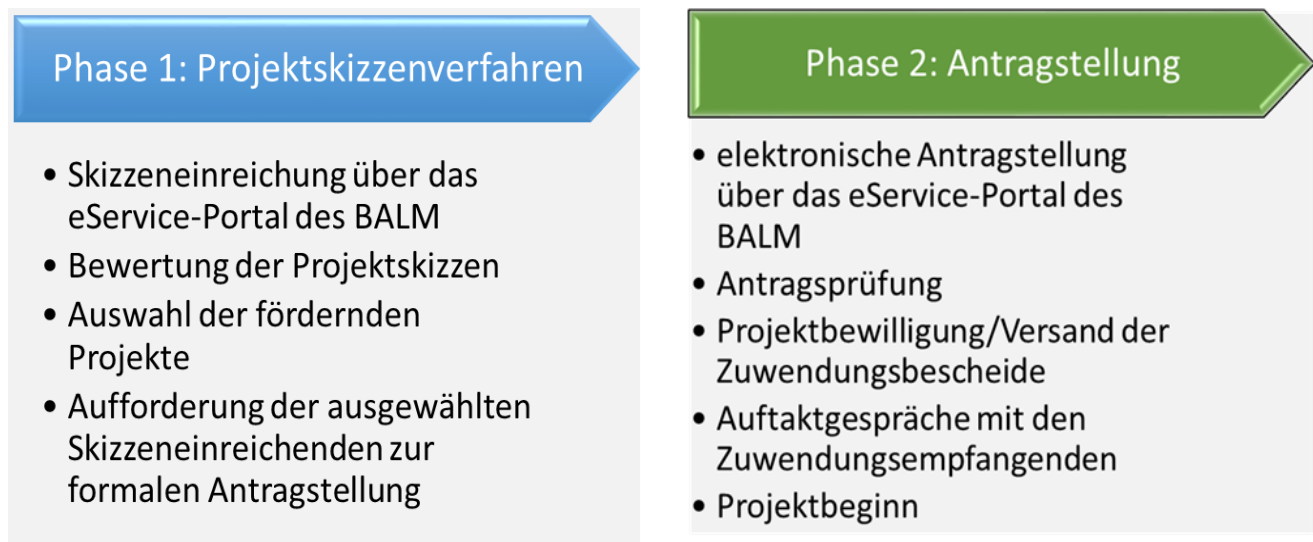 Phase 1: Projektskizzenverfahren
• Skizzeneinreichung über das
eService-Portal des BALM
• Bewertung der Projektskizzen
• Auswahl der fördernden
Projekte
• Aufforderung der ausgewählten
Skizzeneinreichenden zur
formalen Antragstellung
Phase 2: Antragstellung
• elektronische Antragstellung
über das eService-Portal des
BALM
• Antragsprüfung
• Projektbewilligung/Versand der
Zuwendungsbescheide
• Auftaktgespräche mit den
Zuwendungsempfangenden
• Projektbeginn